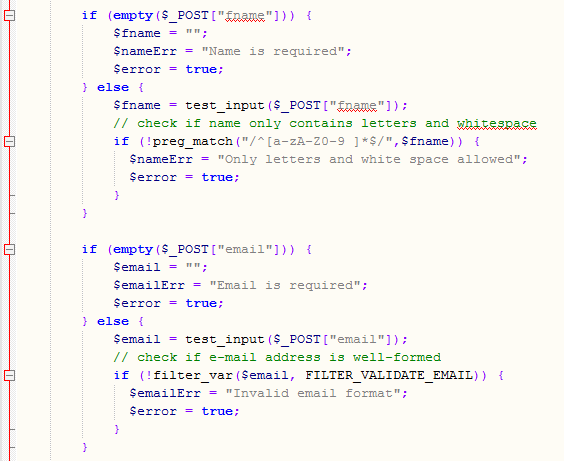 if (empty($_POST["fname"])) {
$fname = "";
$nameErr = "Name is required";
$error = true;
} else {
$fname = test_input($_POST["fname"]);
// check if name only contains letters and whitespace
if (!preg_match("/^[a-zA-Z0-9 ]*$/",$fname)) {
$nameErr = "Only letters and white space allowed";
$error = true;
}
}
if (empty($_POST["email"])) {
$email = "";
$emailErr = "Email is required";
$error = true;
} else {
$email = test_input($_POST["email"]);
// check if e-mail address is well-formed
if (!filter_var($email, FILTER_VALIDATE_EMAIL)) {
$emailErr = "Invalid email format";
$error = true;
}
}